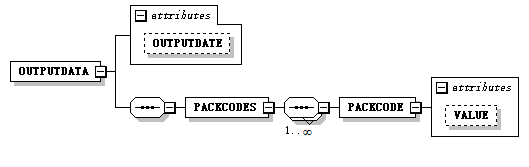 attributes
OUTPUTDATE
OUTPUTDATA
PACKCODES
1..∞
PACKCODE
attributes
VALUE